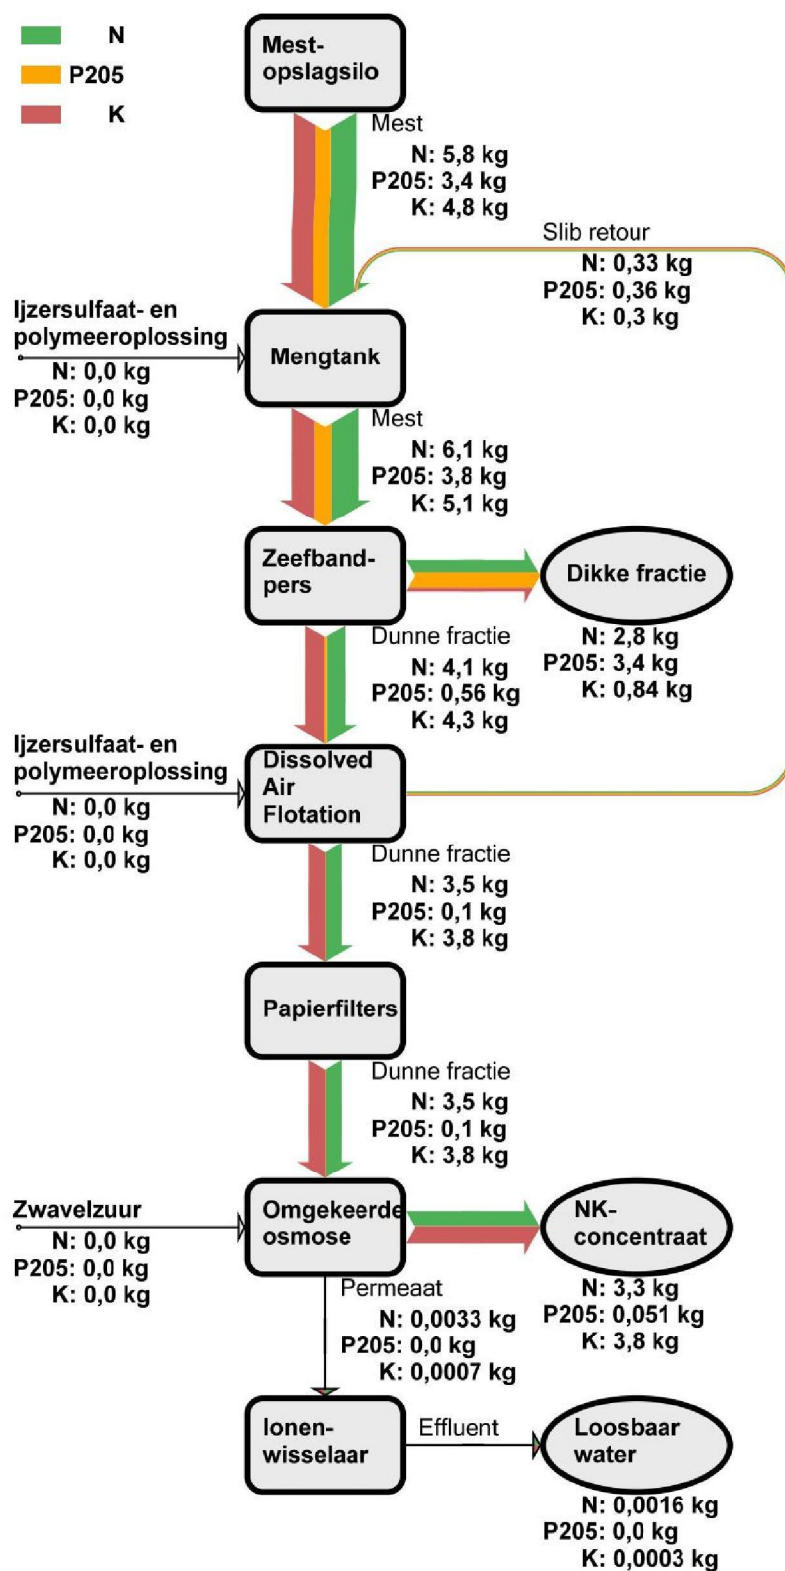 N
P205
K
Mest-
opslagsilo
Mest
N: 5,8 kg
P205: 3,4 kg
K: 4,8 kg
Slib retour
N: 0,33 kg
P205: 0,36 kg
K: 0,3 kg
Ijzersulfaat- en
polymeeroplossing
N: 0,0 kg
P205: 0,0 kg
K: 0,0 kg
Mengtank
Mest
N: 6,1 kg
P205: 3,8 kg
K: 5,1 kg
Zeefband-
pers
Dikke fractie
N: 2,8 kg
P205: 3,4 kg
K: 0,84 kg
Dunne fractie
N: 4,1 kg
P205: 0,56 kg
K: 4,3 kg
Ijzersulfaat- en
polymeeroplossing
N: 0,0 kg
P205: 0,0 kg
K: 0,0 kg
Dissolved
Air
Flotation
Dunne fractie
N: 3,5 kg
P205: 0,1 kg
K: 3,8 kg
Papierfilters
Dunne fractie
N: 3,5 kg
P205: 0,1 kg
K: 3,8 kg
Zwavelzuur
N: 0,0 kg
P205: 0,0 kg
K: 0,0 kg
Omgekeerde
osmose
NK-
concentraat
N: 3,3 kg
P205: 0,051 kg
K: 3,8 kg
Permeaat
N: 0,0033 kg
P205: 0,0 kg
K: 0,0007 kg
Ionen-
wisselaar
Effluent
Loosbaar
water
N: 0,0016 kg
P205: 0,0 kg
K: 0,0003 kg